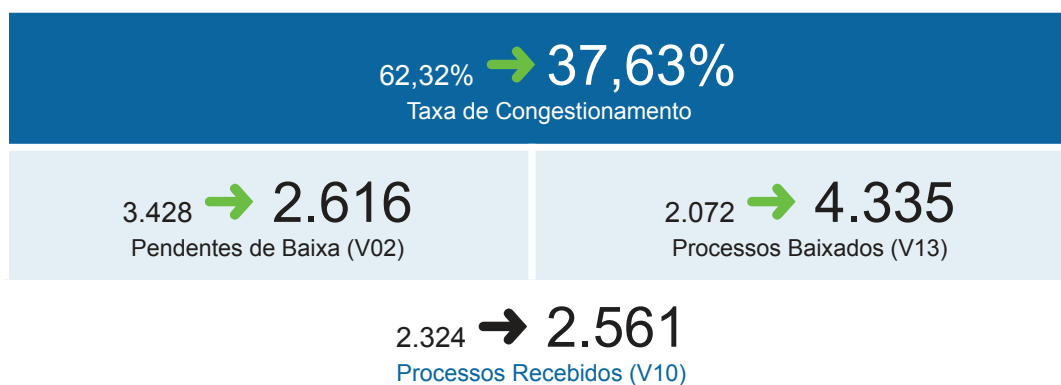 62,32% → 37,63%
Taxa de Congestionamento
3.428 → 2.616
Pendentes de Baixa (V02)
2.072 → 4.335
Processos Baixados (V13)
2.324 → 2.561
Processos Recebidos (V10)